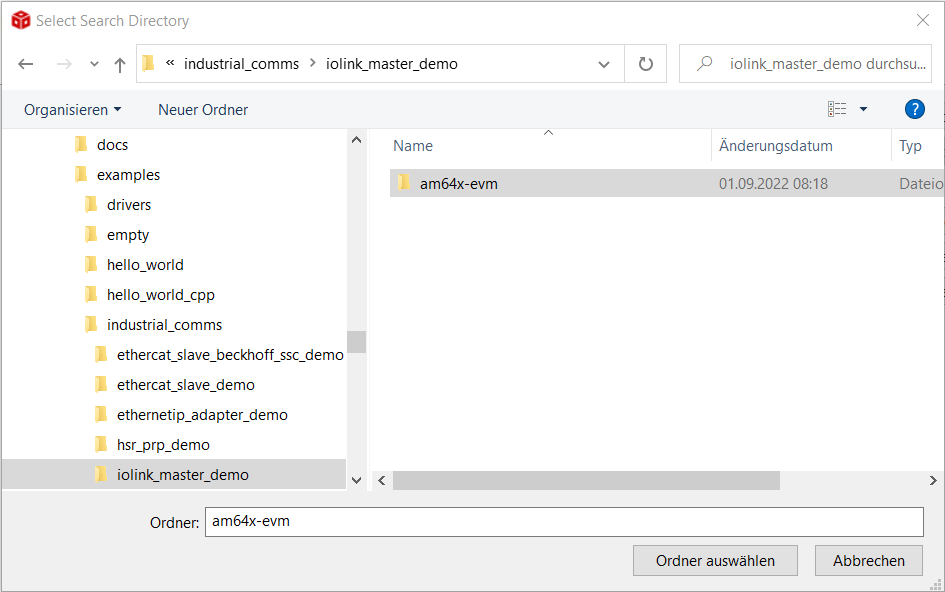 Select Search Directory
« industrial_comms > iolink_master_demo
iolink_master_demo durchsu...
Organisieren
Neuer Ordner
?
docs
examples
drivers
empty
hello_world
hello_world_cpp
industrial_comms
ethercat_slave_beckhoff_ssc_demo
ethercat_slave_demo
ethernetip_adapter_demo
hsr_prp_demo
iolink_master_demo
Name Änderungsdatum Typ
am64x-evm 01.09.2022 08:18 Dateio
Ordner: am64x-evm
Ordner auswählen
Abbrechen